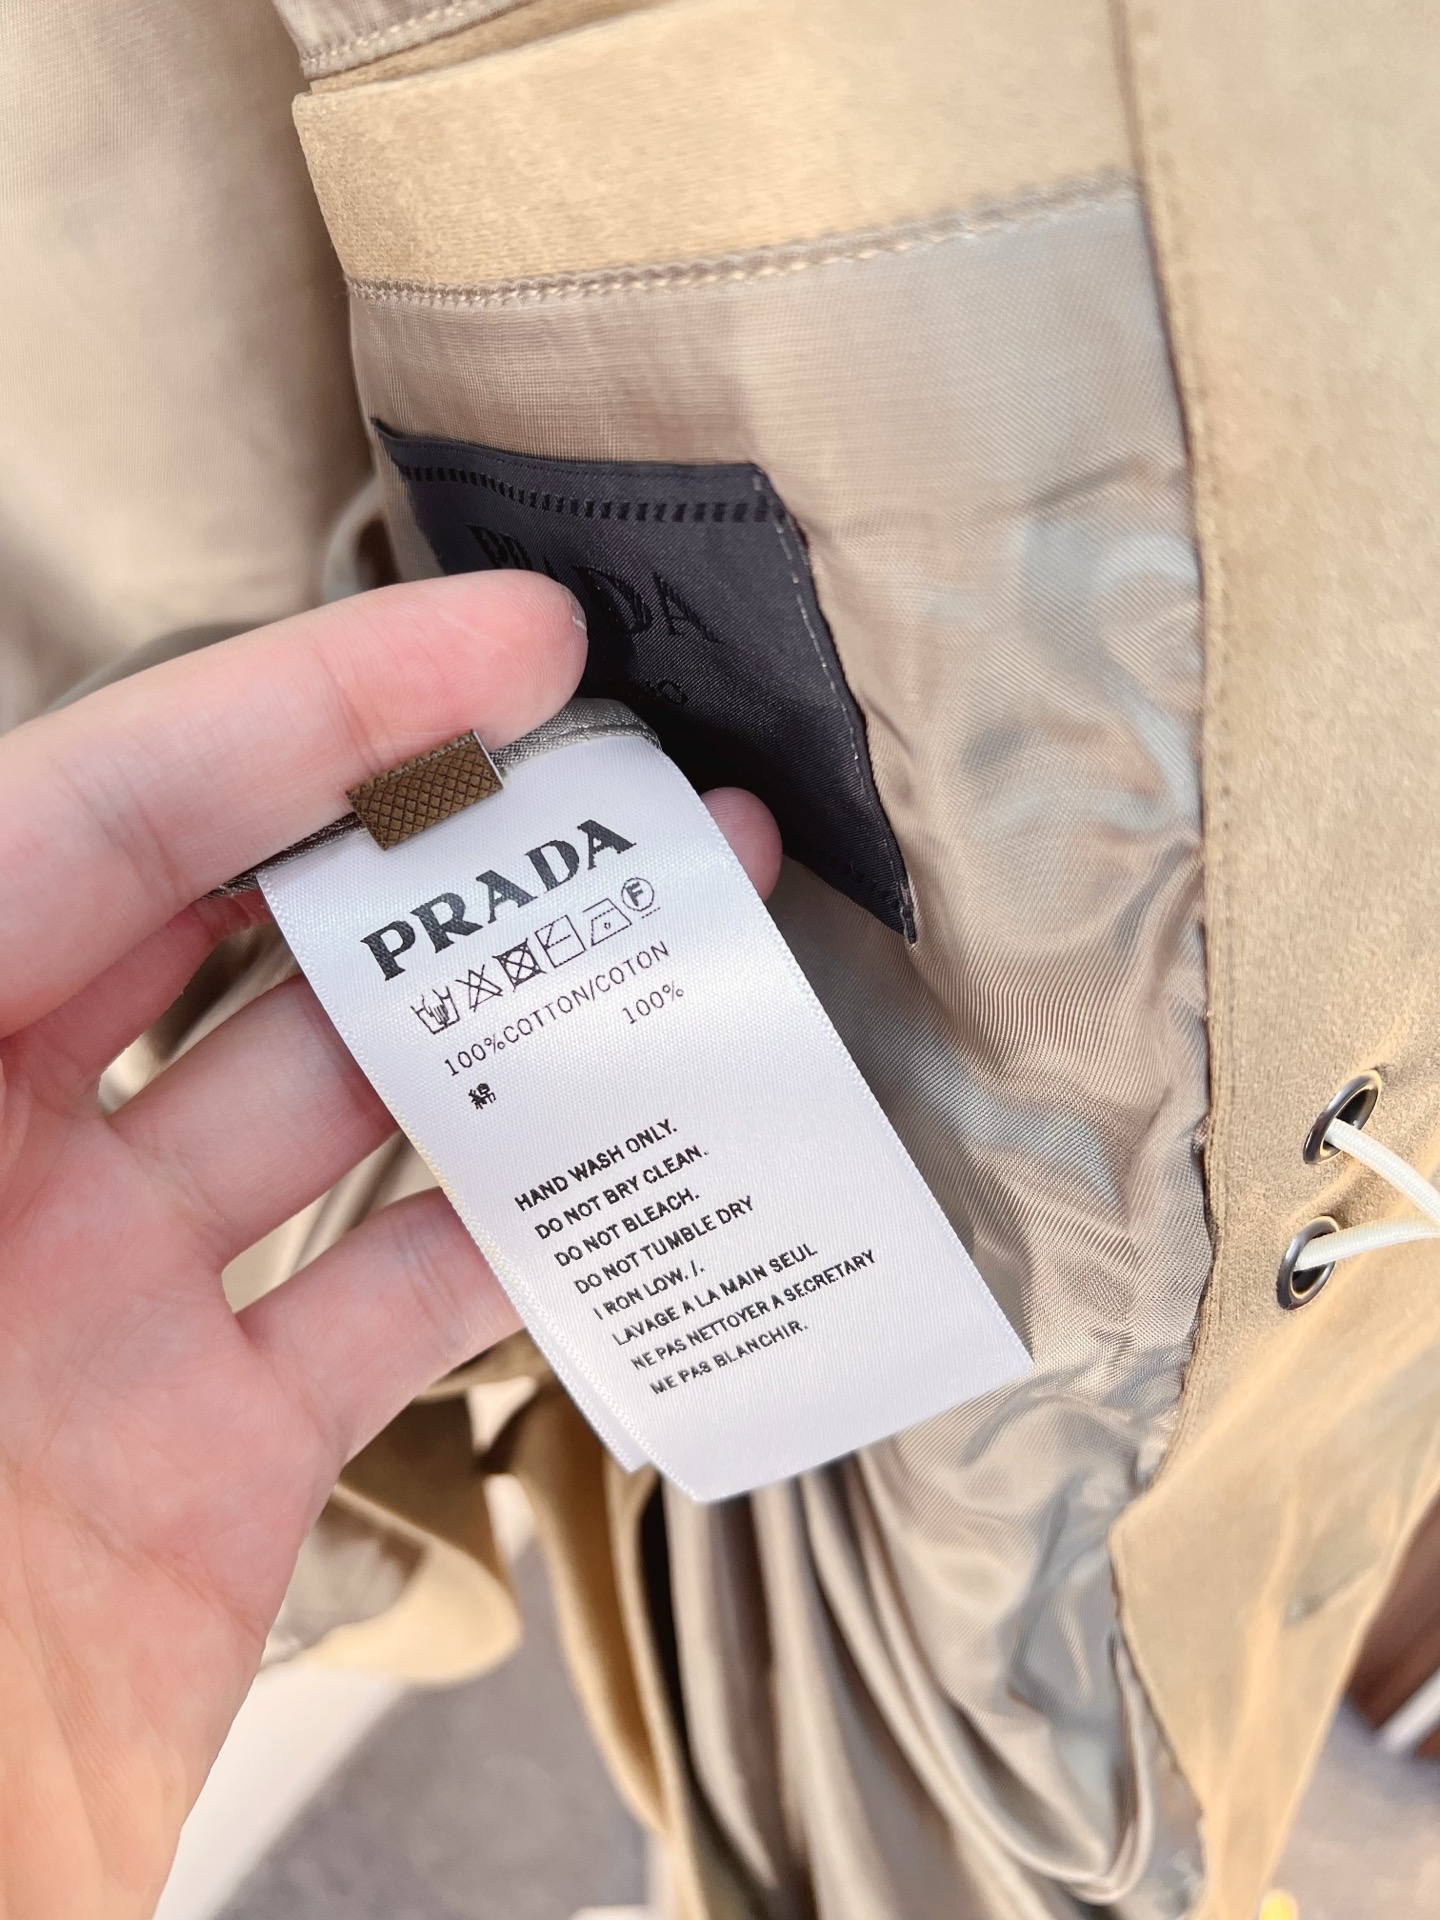 PRADA
PRADA
F
100%COTTON/COTON
100%
HAND WASH ONLY.
DO NOT BRY CLEAN.
DO NOT BLEACH.
DO NOT TUMBLE DRY
I RON LOW. /.
LAVAGE A LA MAIN SEUL
NE PAS NETTOYER A SECRETARY
ME PAS BLANCHIR.